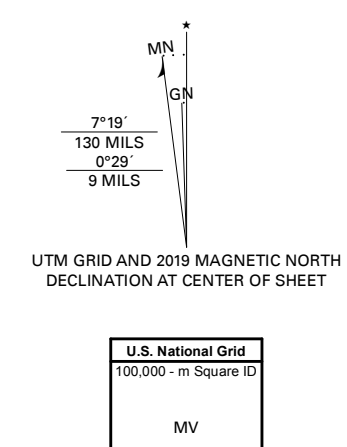 ★
MN
GN
7°19´
130 MILS
0°29´
9 MILS
UTM GRID AND 2019 MAGNETIC NORTH
DECLINATION AT CENTER OF SHEET
U.S. National Grid
100,000 - m Square ID
MV